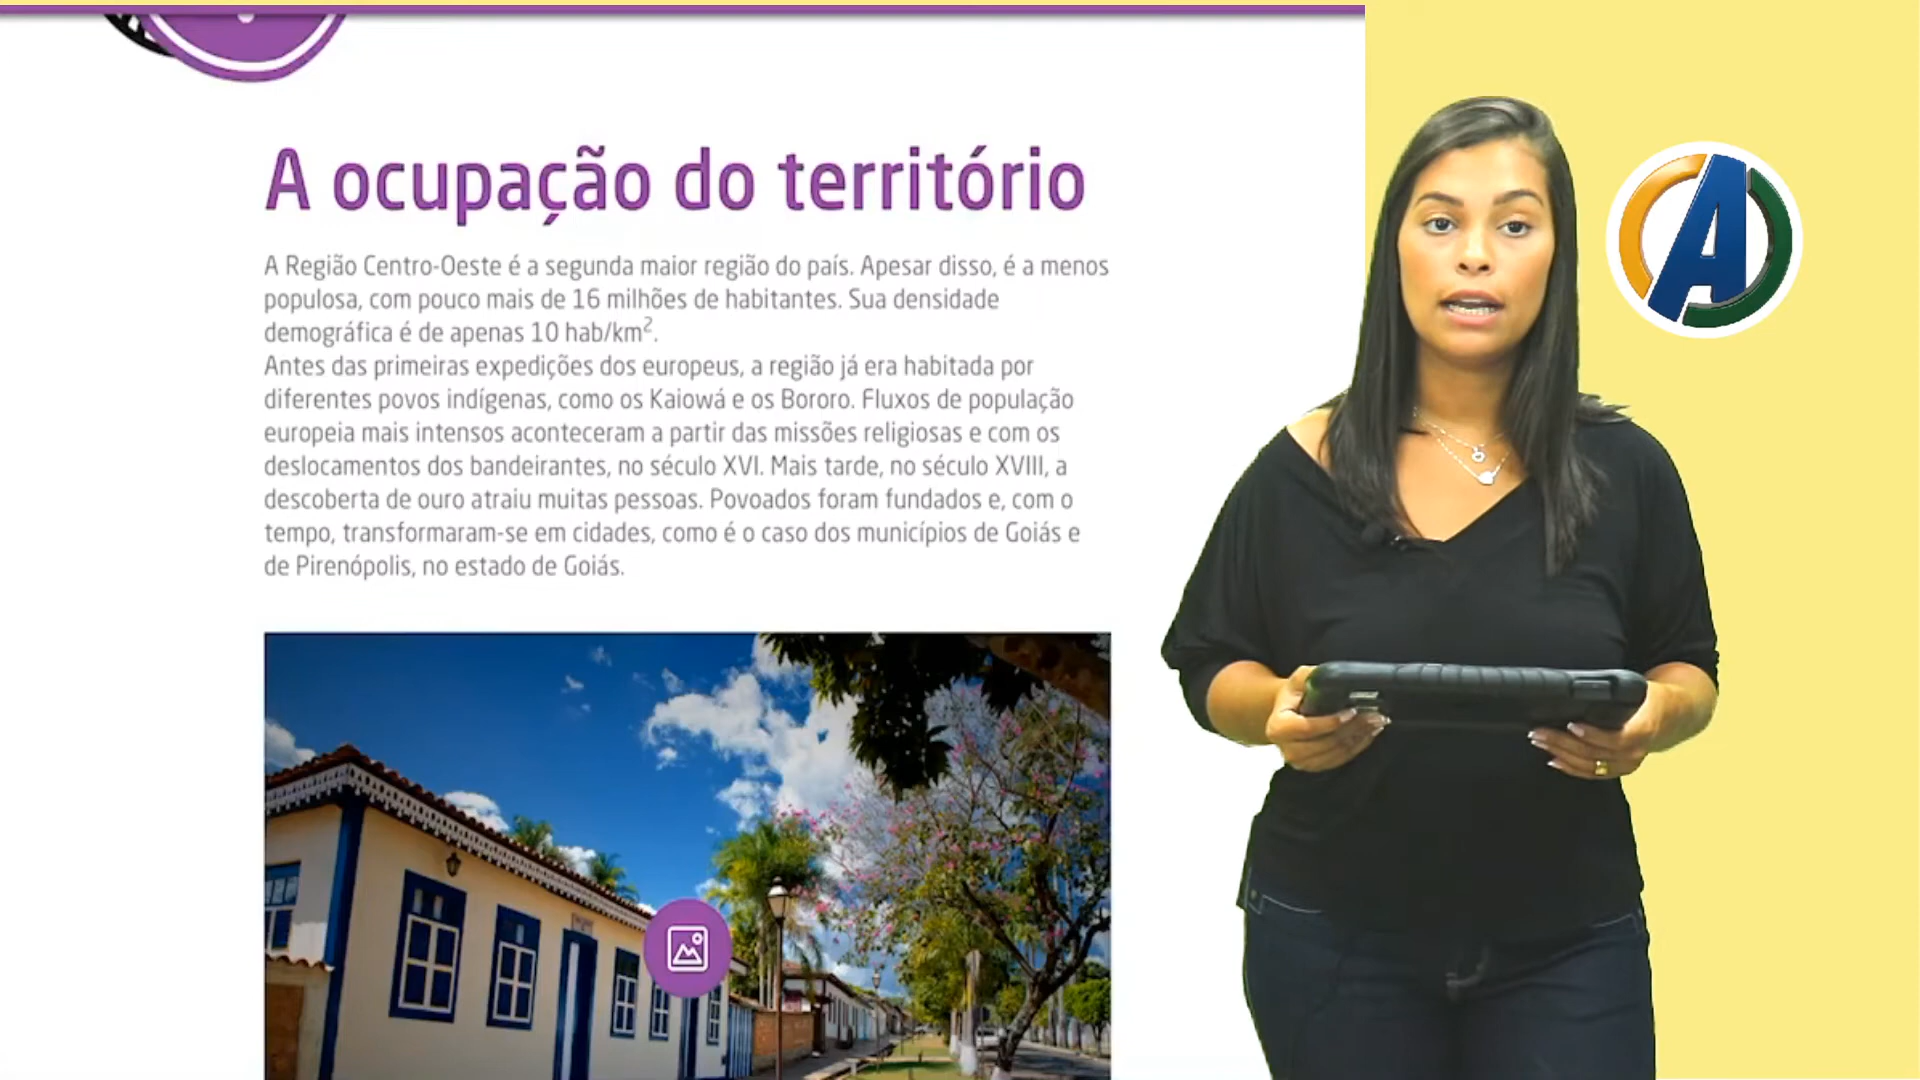 A ocupação do território
A Região Centro-Oeste é a segunda maior região do país. Apesar disso, é a menos
populosa, com pouco mais de 16 milhões de habitantes. Sua densidade
demográfica é de apenas 10 hab/km².
Antes das primeiras expedições dos europeus, a região já era habitada por
diferentes povos indígenas, como os Kaiowá e os Bororo. Fluxos de população
europeia mais intensos aconteceram a partir das missões religiosas e com os
deslocamentos dos bandeirantes, no século XVI. Mais tarde, no século XVIII, a
descoberta de ouro atraiu muitas pessoas. Povoados foram fundados e, com o
tempo, transformaram-se em cidades, como é o caso dos municípios de Goiás e
de Pirenópolis, no estado de Goiás.
A